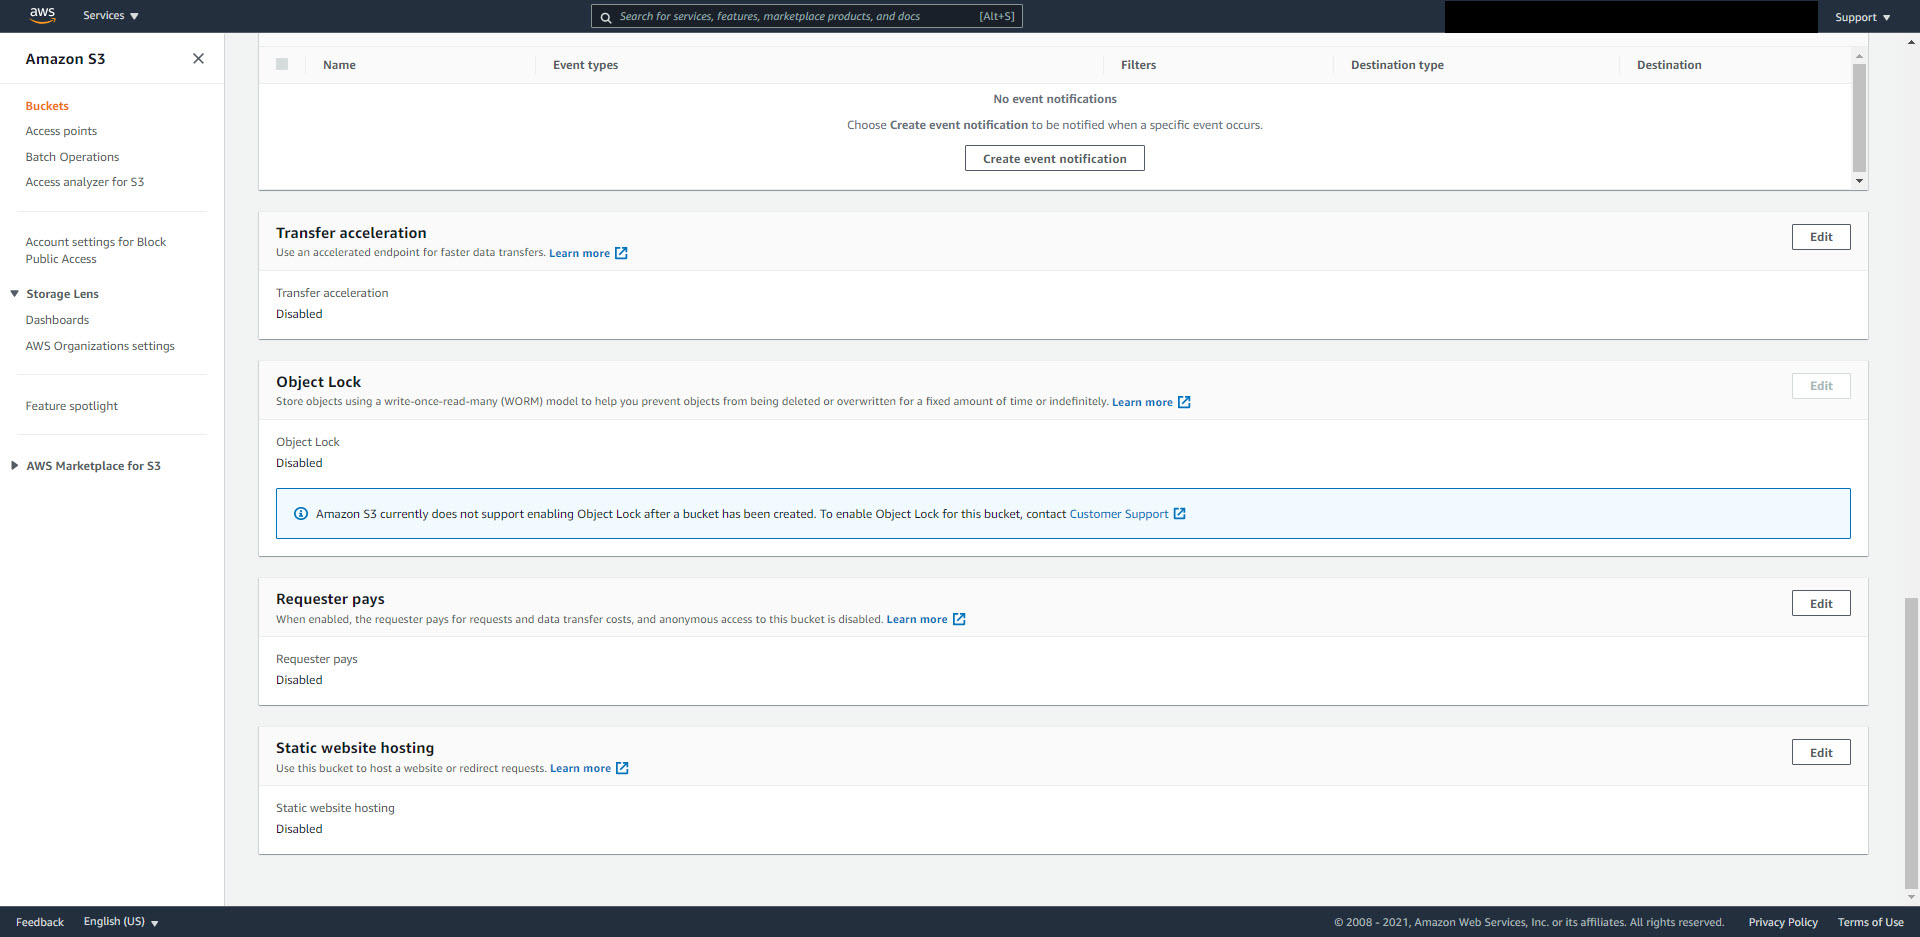 aws Services Search for services, features, marketplace products, and docs [Alt+S] Support
Amazon S3
Buckets
Access points
Batch Operations
Access analyzer for S3
Account settings for Block
Public Access
Storage Lens
Dashboards
AWS Organizations settings
Feature spotlight
AWS Marketplace for S3
Name Event types Filters Destination type Destination
No event notifications
Choose Create event notification to be notified when a specific event occurs.
Create event notification
Transfer acceleration
Edit
Use an accelerated endpoint for faster data transfers. Learn more
Transfer acceleration
Disabled
Object Lock
Edit
Store objects using a write-once-read-many (WORM) model to help you prevent objects from being deleted or overwritten for a fixed amount of time or indefinitely. Learn more
Object Lock
Disabled
Amazon S3 currently does not support enabling Object Lock after a bucket has been created. To enable Object Lock for this bucket, contact Customer Support
Requester pays
Edit
When enabled, the requester pays for requests and data transfer costs, and anonymous access to this bucket is disabled. Learn more
Requester pays
Disabled
Static website hosting
Edit
Use this bucket to host a website or redirect requests. Learn more
Static website hosting
Disabled
Feedback English (US) © 2008 - 2021, Amazon Web Services, Inc. or its affiliates. All rights reserved. Privacy Policy Terms of Use